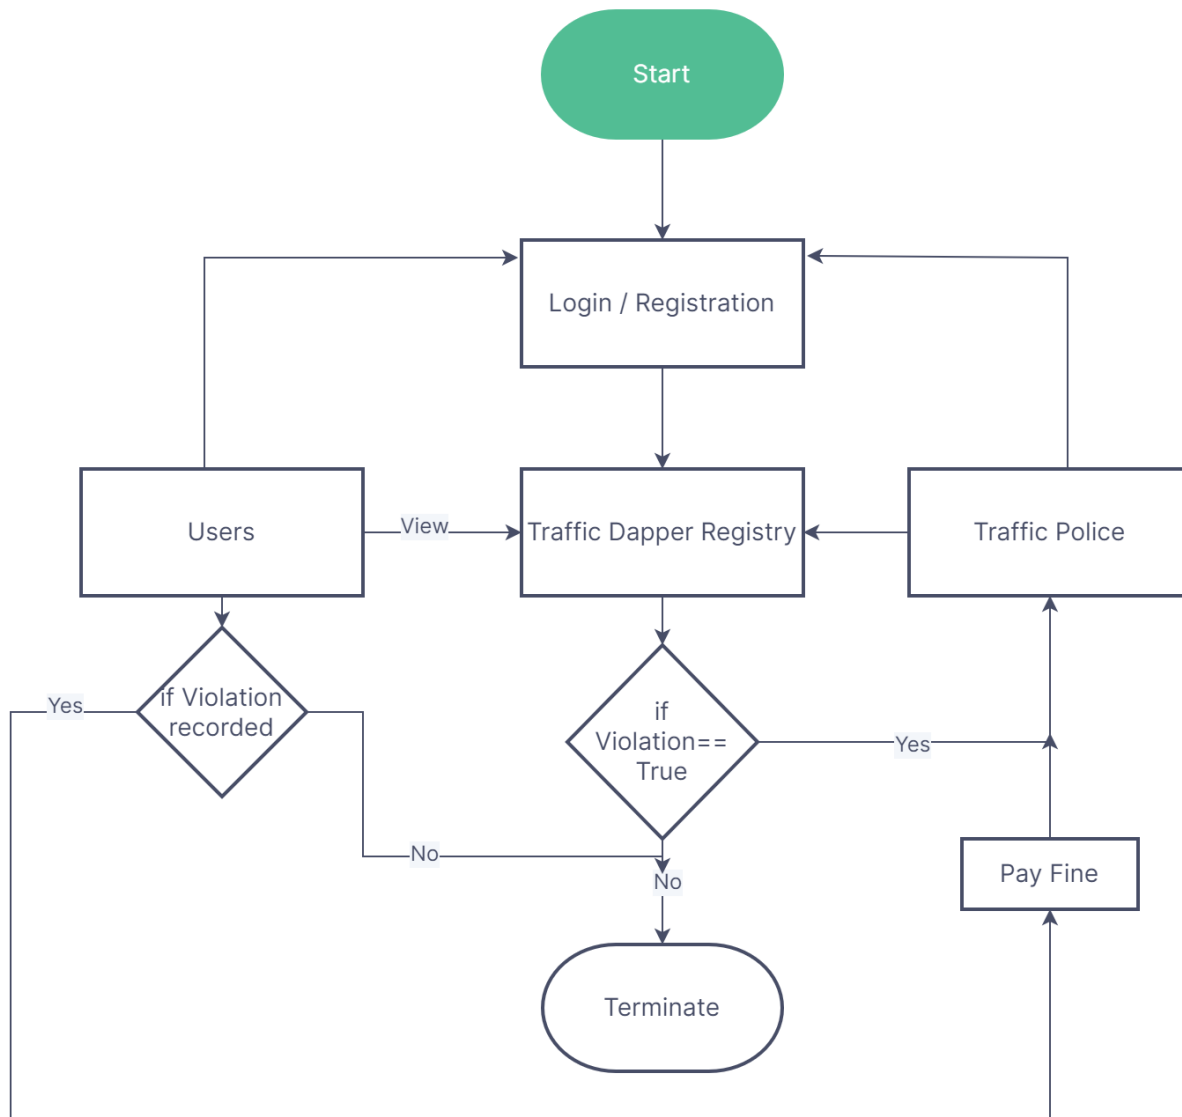 Start
Login / Registration
Users
View
Traffic Dapper Registry
Traffic Police
if Violation
recorded
Yes
if
Violation==
True
Yes
No
No
Pay Fine
Terminate